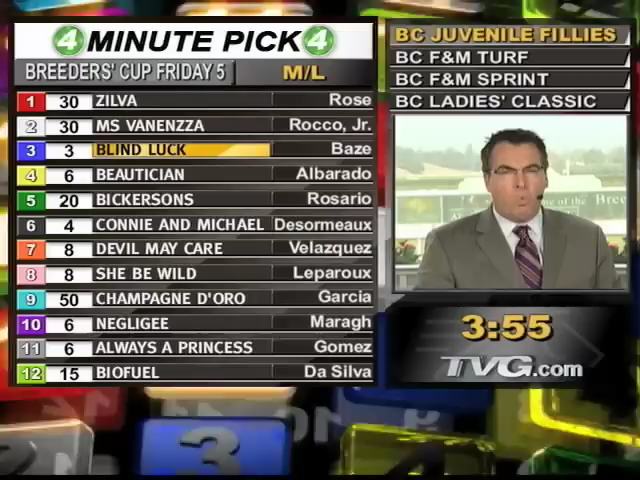 4 MINUTE PICK 4
BREEDERS' CUP FRIDAY 5 M/L
1 30 ZILVA Rose
2 30 MS VANENZZA Rocco, Jr.
3 3 BLIND LUCK Baze
4 6 BEAUTICIAN Albarado
5 20 BICKERSONS Rosario
6 4 CONNIE AND MICHAEL Desormeaux
7 8 DEVIL MAY CARE Velazquez
8 8 SHE BE WILD Leparoux
9 50 CHAMPAGNE D'ORO Garcia
10 6 NEGLIGEE Maragh
11 6 ALWAYS A PRINCESS Gomez
12 15 BIOFUEL Da Silva
BC JUVENILE FILLIES
BC F&M TURF
BC F&M SPRINT
BC LADIES' CLASSIC
3:55
TVG.com
3